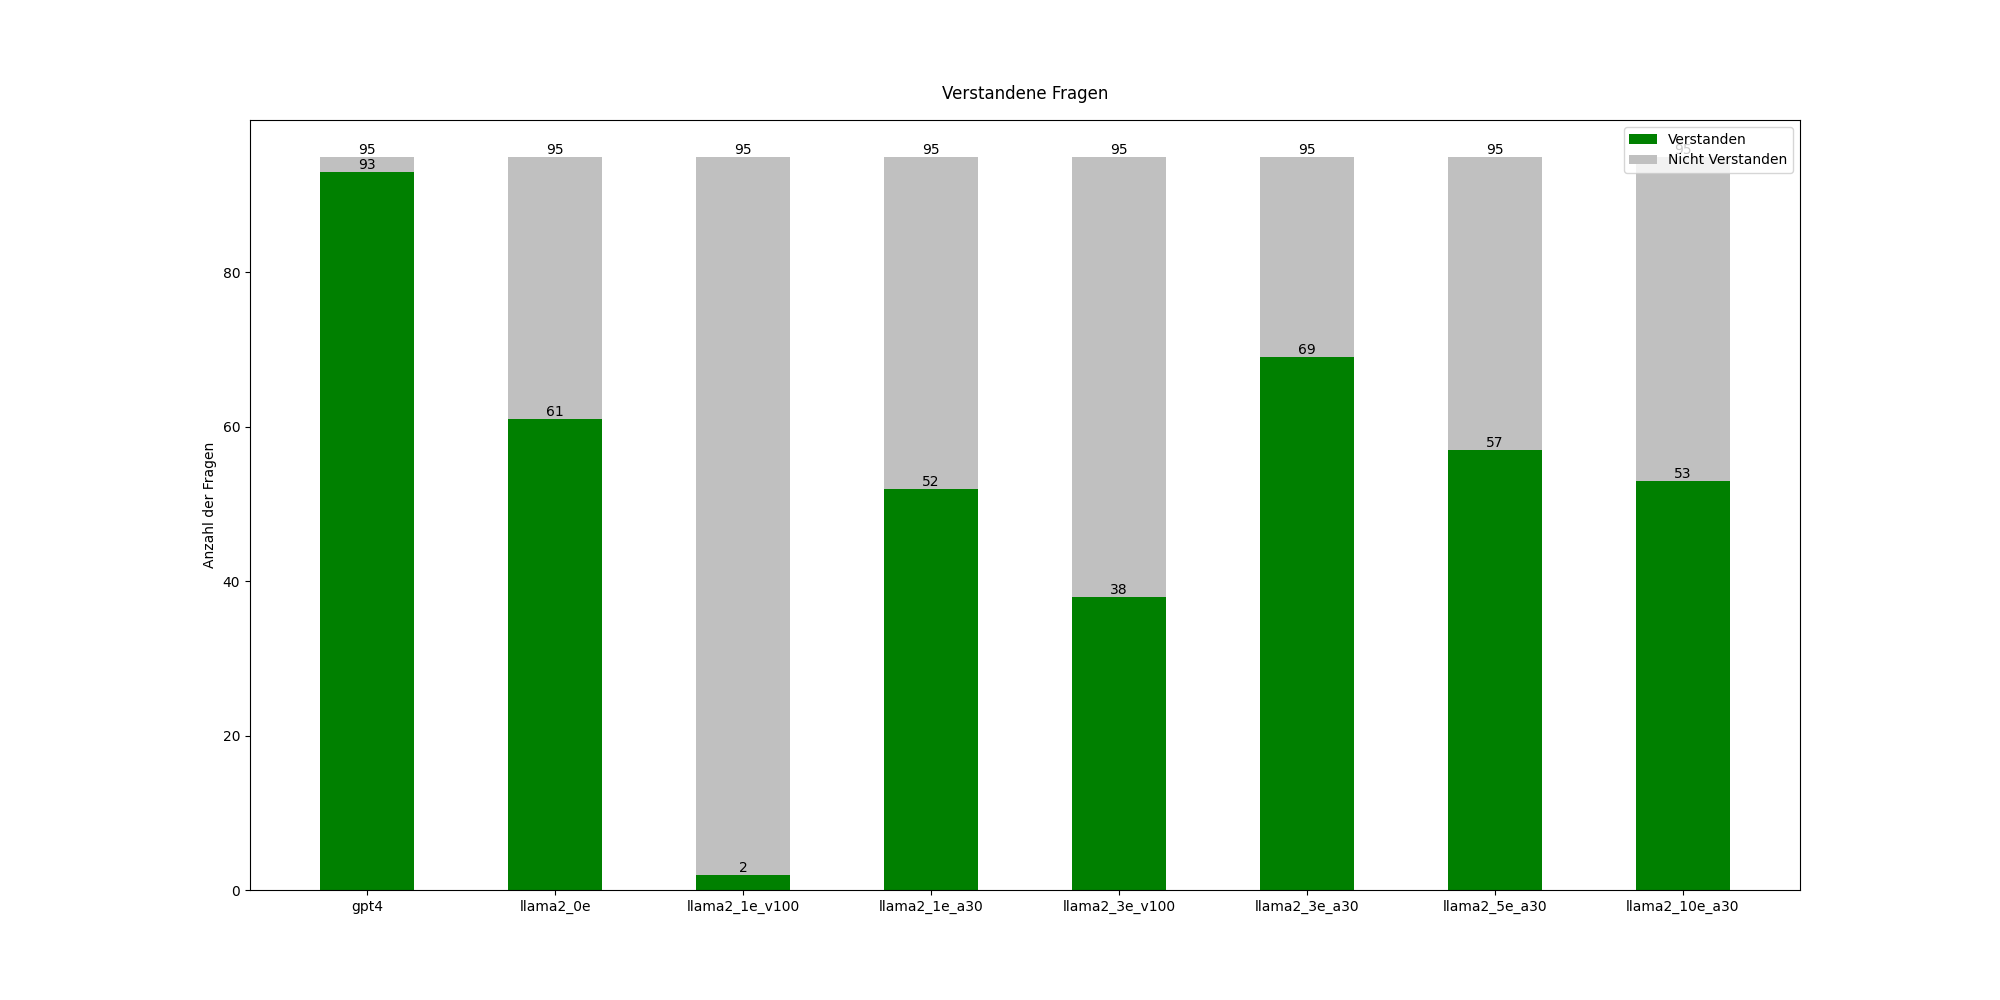 Verstandene Fragen
Verstanden
Nicht Verstanden
95 95 95 95 95 95 95 95
93
61
2
52
38
69
57
53
Anzahl der Fragen
80
60
40
20
0
gpt4 llama2_0e llama2_1e_v100 llama2_1e_a30 llama2_3e_v100 llama2_3e_a30 llama2_5e_a30 llama2_10e_a30